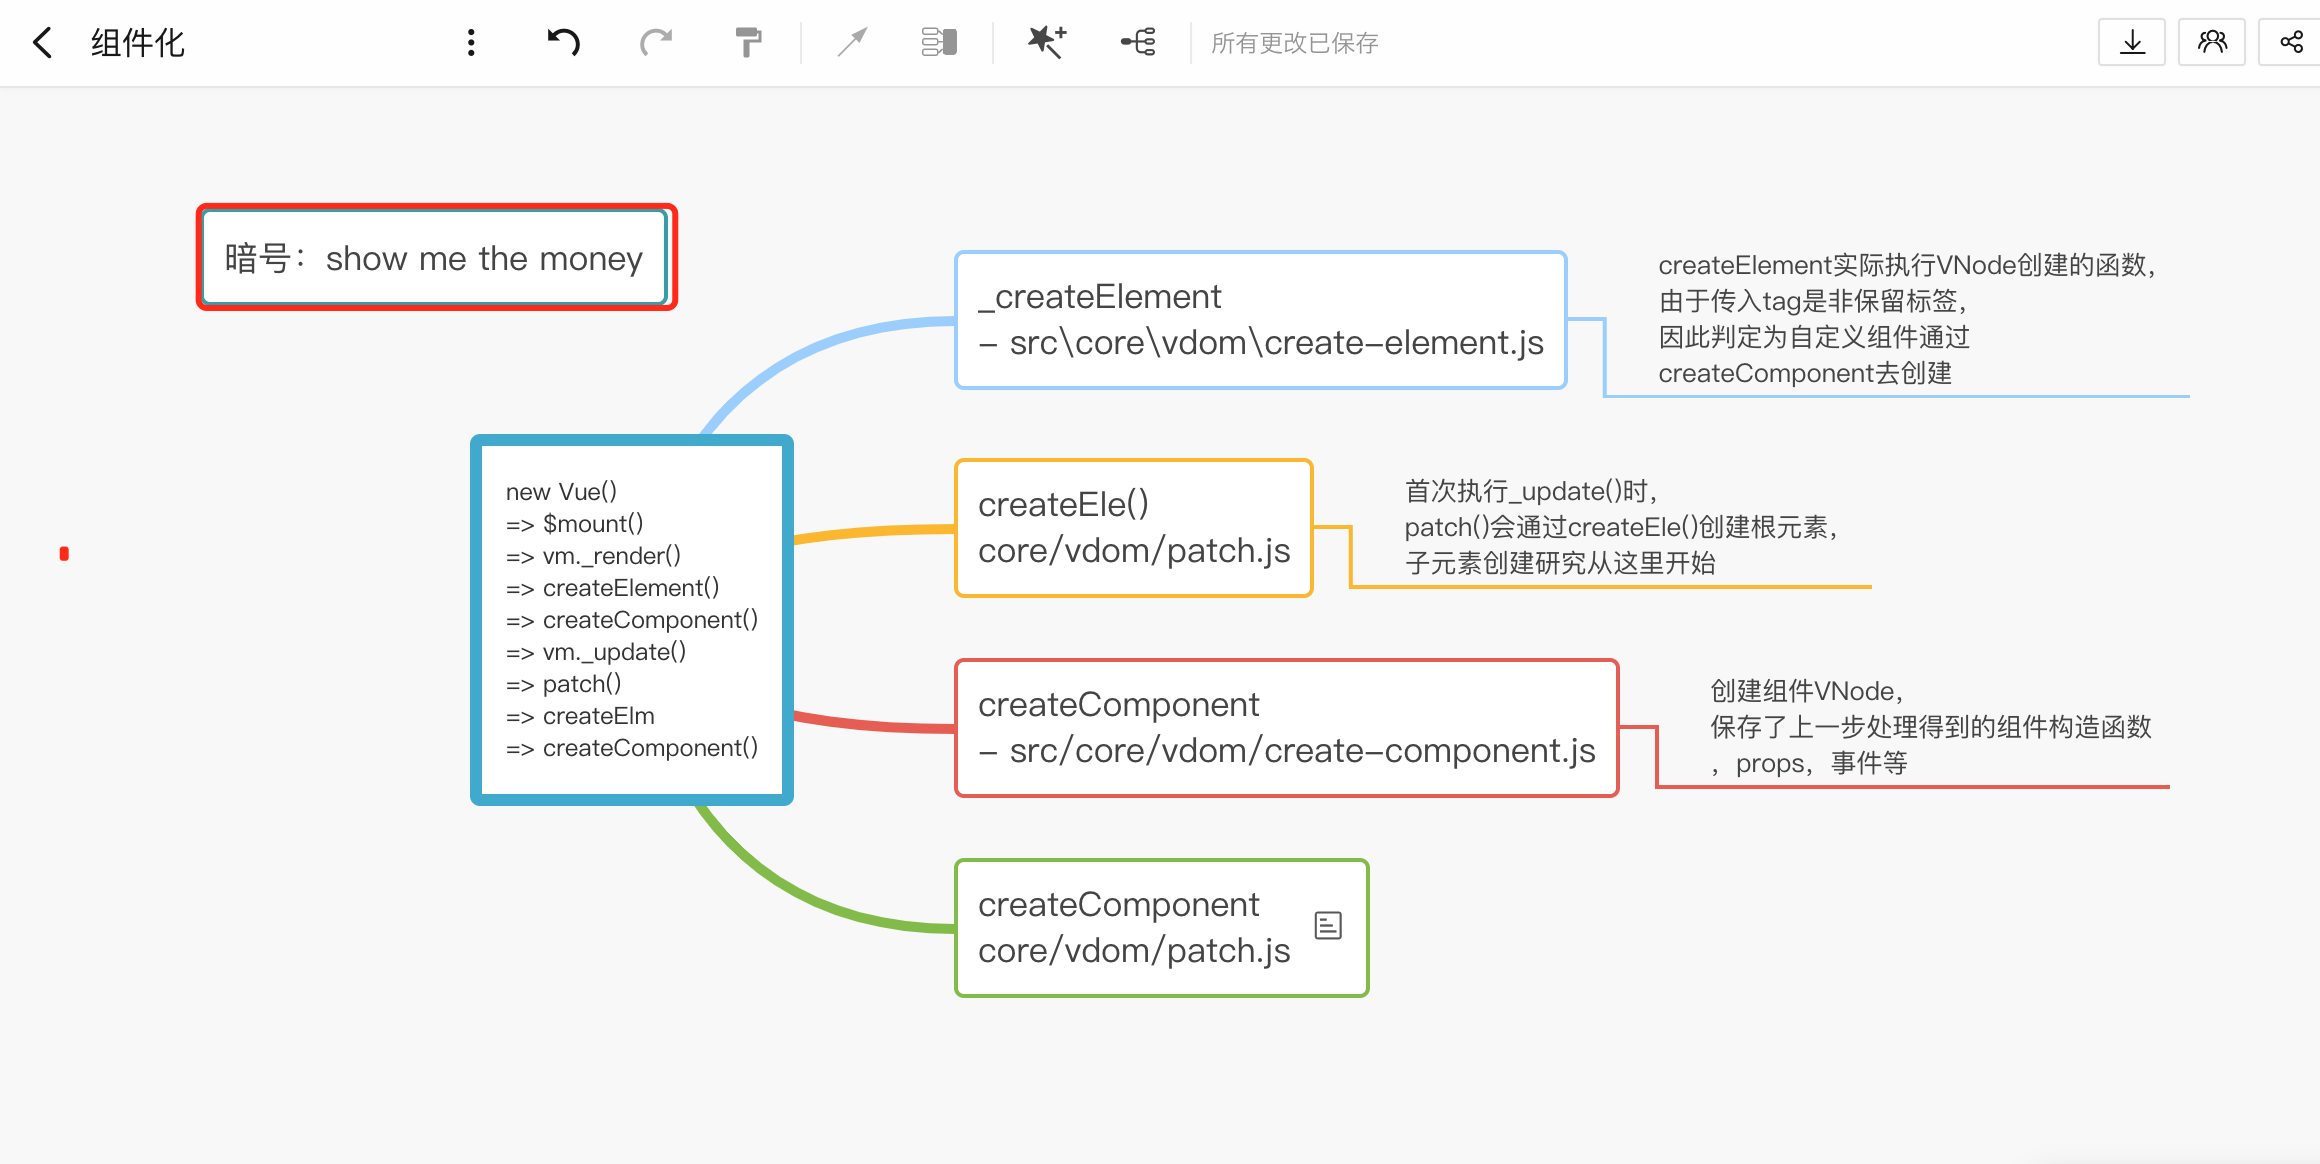 组件化
所有更改已保存
暗号：show me the money
new Vue()
=> $mount()
=> vm._render()
=> createElement()
=> createComponent()
=> vm._update()
=> patch()
=> createElm
=> createComponent()
_createElement
- src\core\vdom\create-element.js
createElement实际执行VNode创建的函数，
由于传入tag是非保留标签，
因此判定为自定义组件通过
createComponent去创建
createEle()
core/vdom/patch.js
首次执行_update()时，
patch()会通过createEle()创建根元素，
子元素创建研究从这里开始
createComponent
- src/core/vdom/create-component.js
创建组件VNode，
保存了上一步处理得到的组件构造函数
，props，事件等
createComponent
core/vdom/patch.js